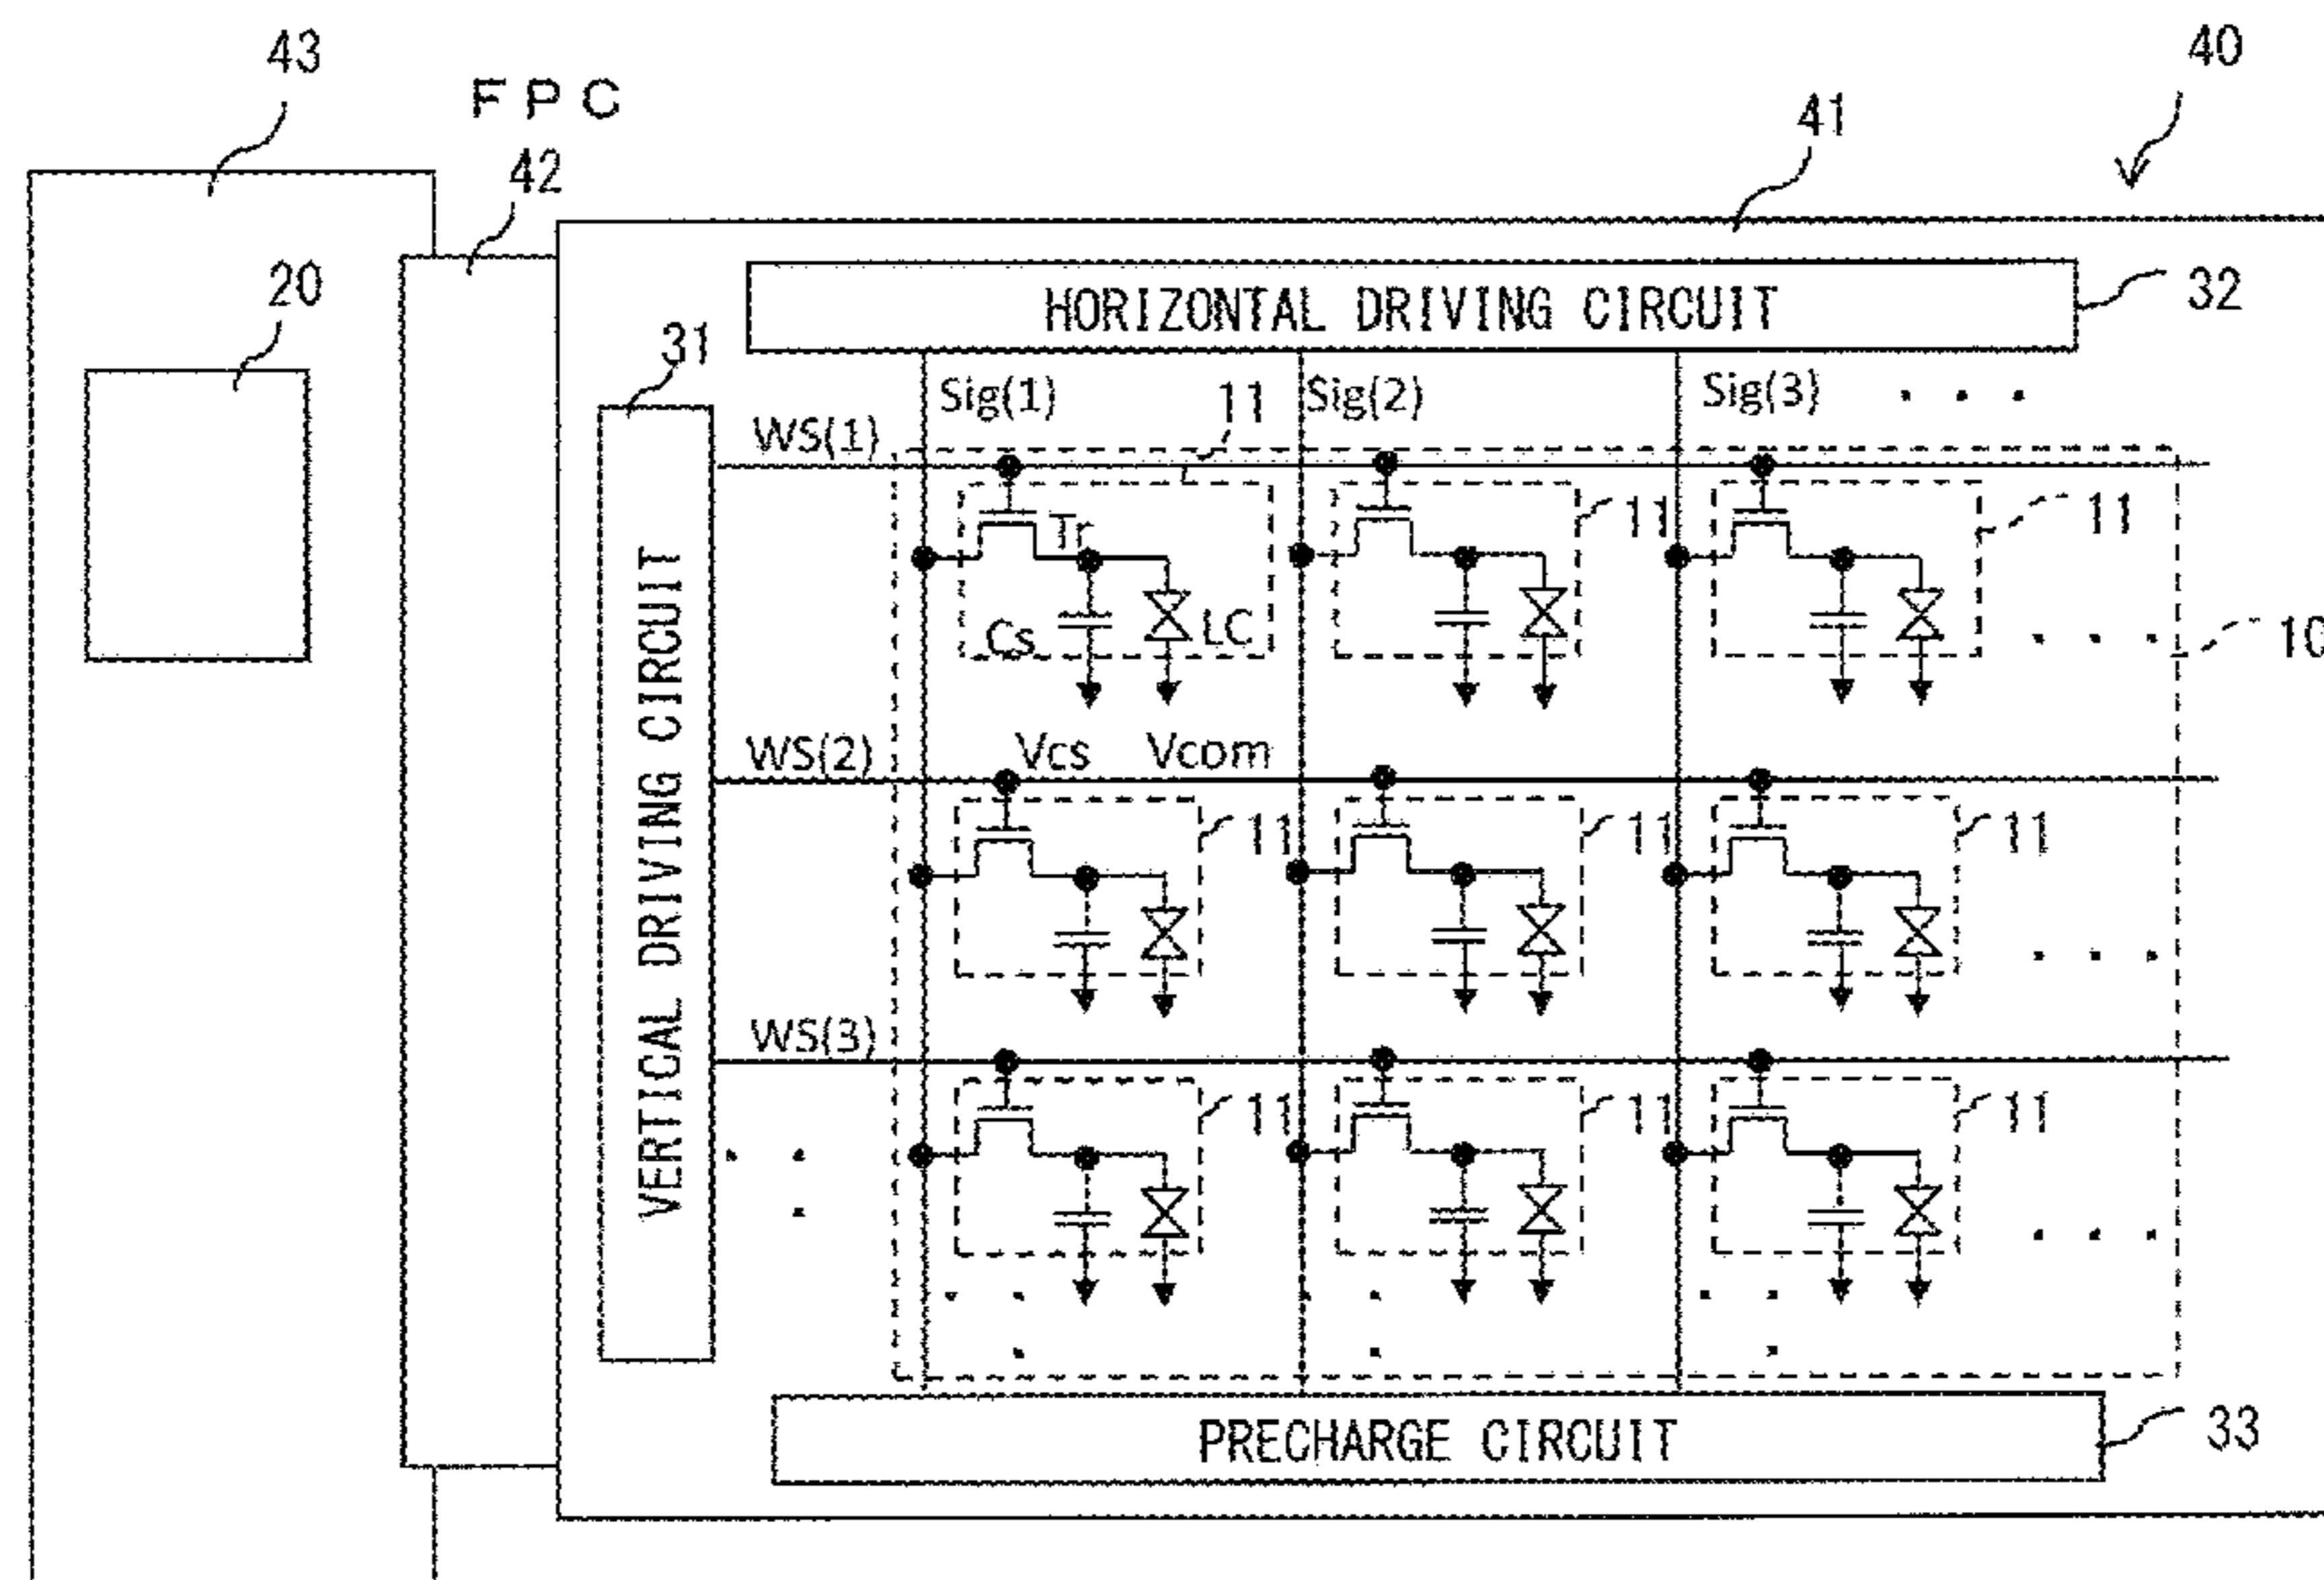 43
FPC
40
41
42
20
HORIZONTAL DRIVING CIRCUIT
32
31
Sig(1)
11
Sig(2)
Sig(3)
. . .
WS(1)
Tr
11
11
Cs
LC
. . .
10
VERTICAL DRIVING CIRCUIT
WS(2)
Vcs
Vcom
11
11
11
. . .
WS(3)
11
11
11
. . .
PRECHARGE CIRCUIT
33